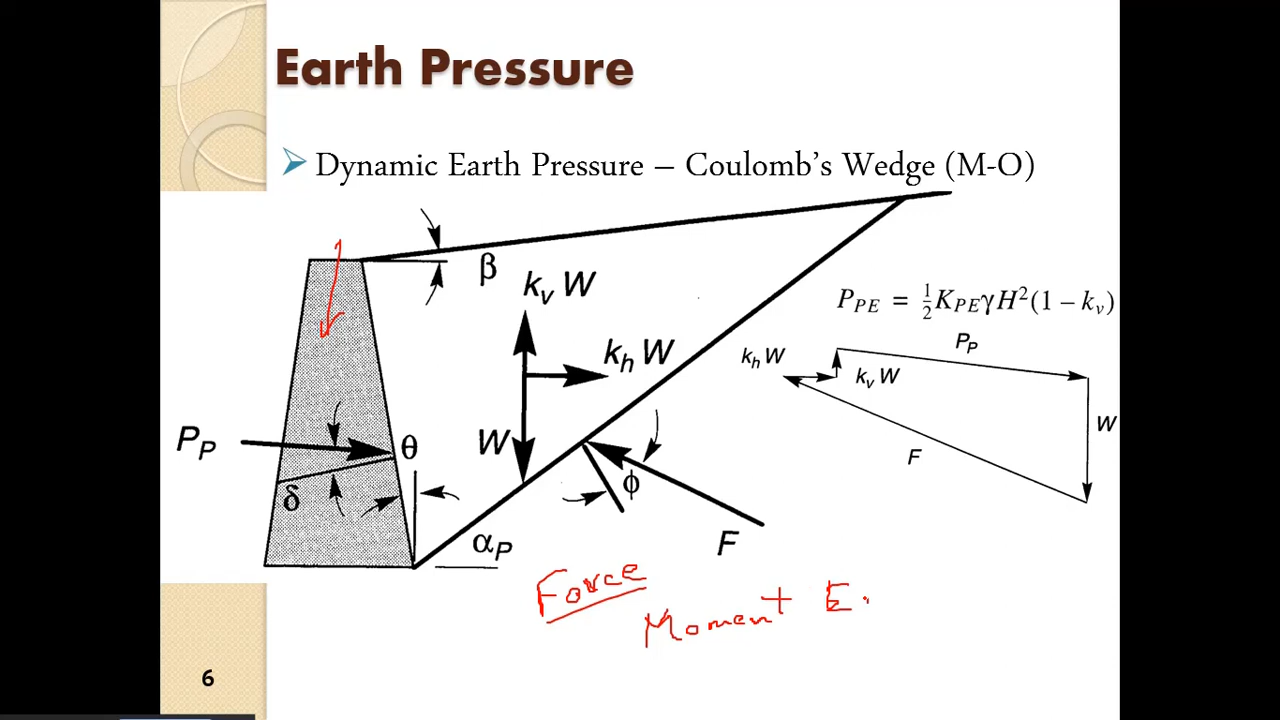 Earth Pressure
Dynamic Earth Pressure – Coulomb's Wedge (M-O)
β
k_v W
k_h W
P_PE = ½ K_PE γH²(1 – k_v)
P_P
k_h W
k_v W
W
F
P_P
θ
W
δ
ϕ
α_P
F
Force
Moment E.
6